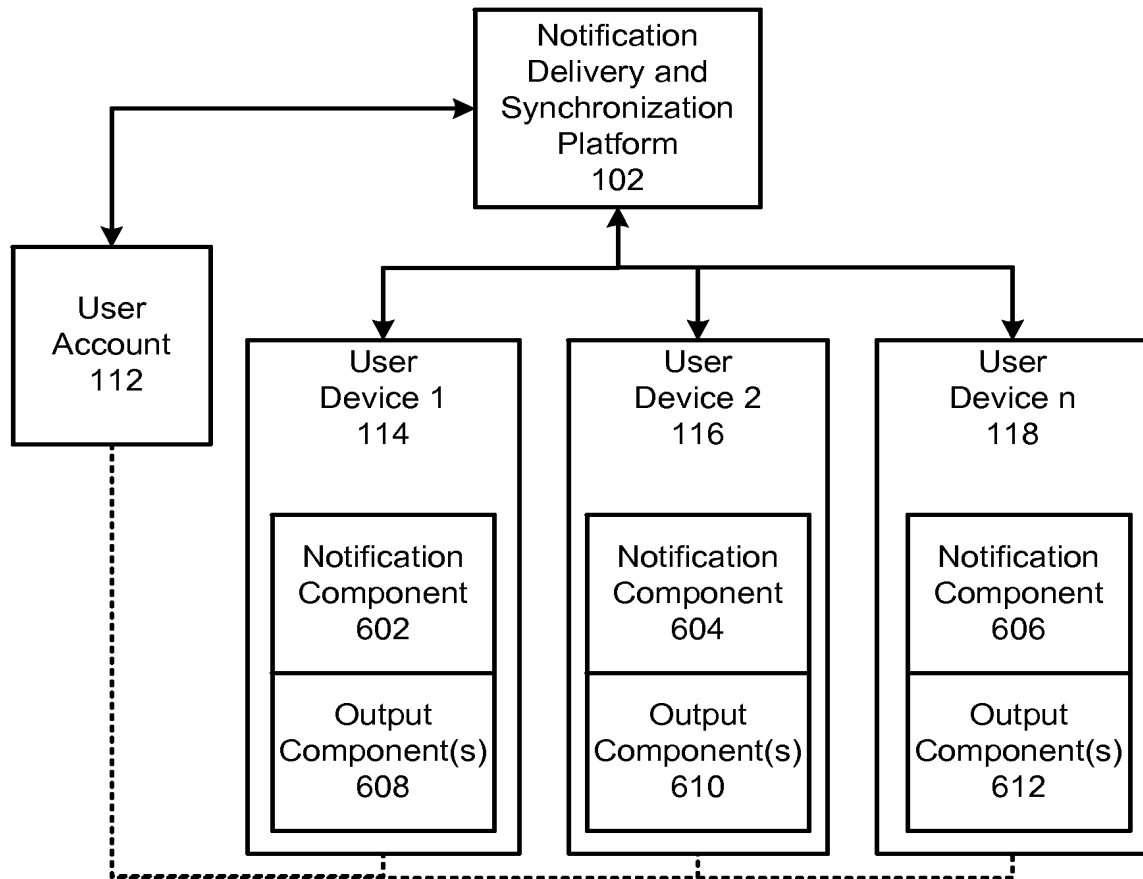 Notification
Delivery and
Synchronization
Platform
102
User
Account
112
User
Device 1
114
User
Device 2
116
User
Device n
118
Notification
Component
602
Notification
Component
604
Notification
Component
606
Output
Component(s)
608
Output
Component(s)
610
Output
Component(s)
612